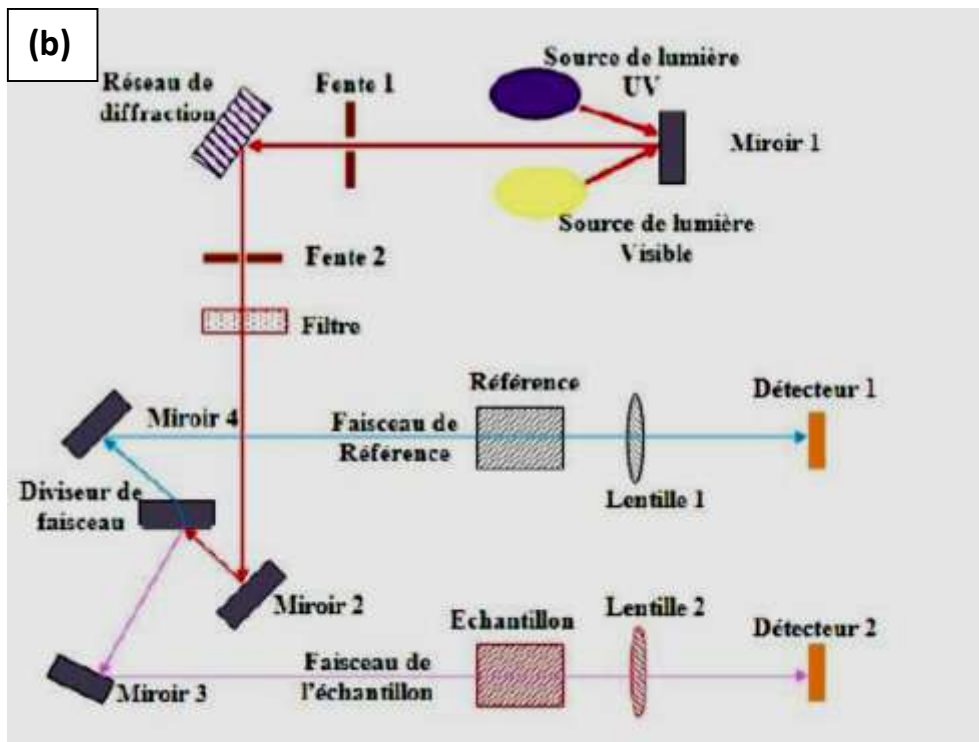 (b)
Source de lumière
UV
Réseau de
diffraction
Fente 1
Miroir 1
Source de lumière
Visible
Fente 2
Filtre
Référence
Détecteur 1
Miroir 4
Faisceau de
Référence
Diviseur de
faisceau
Lentille 1
Miroir 2
Echantillon
Lentille 2
Détecteur 2
Faisceau de
l'échantillon
Miroir 3